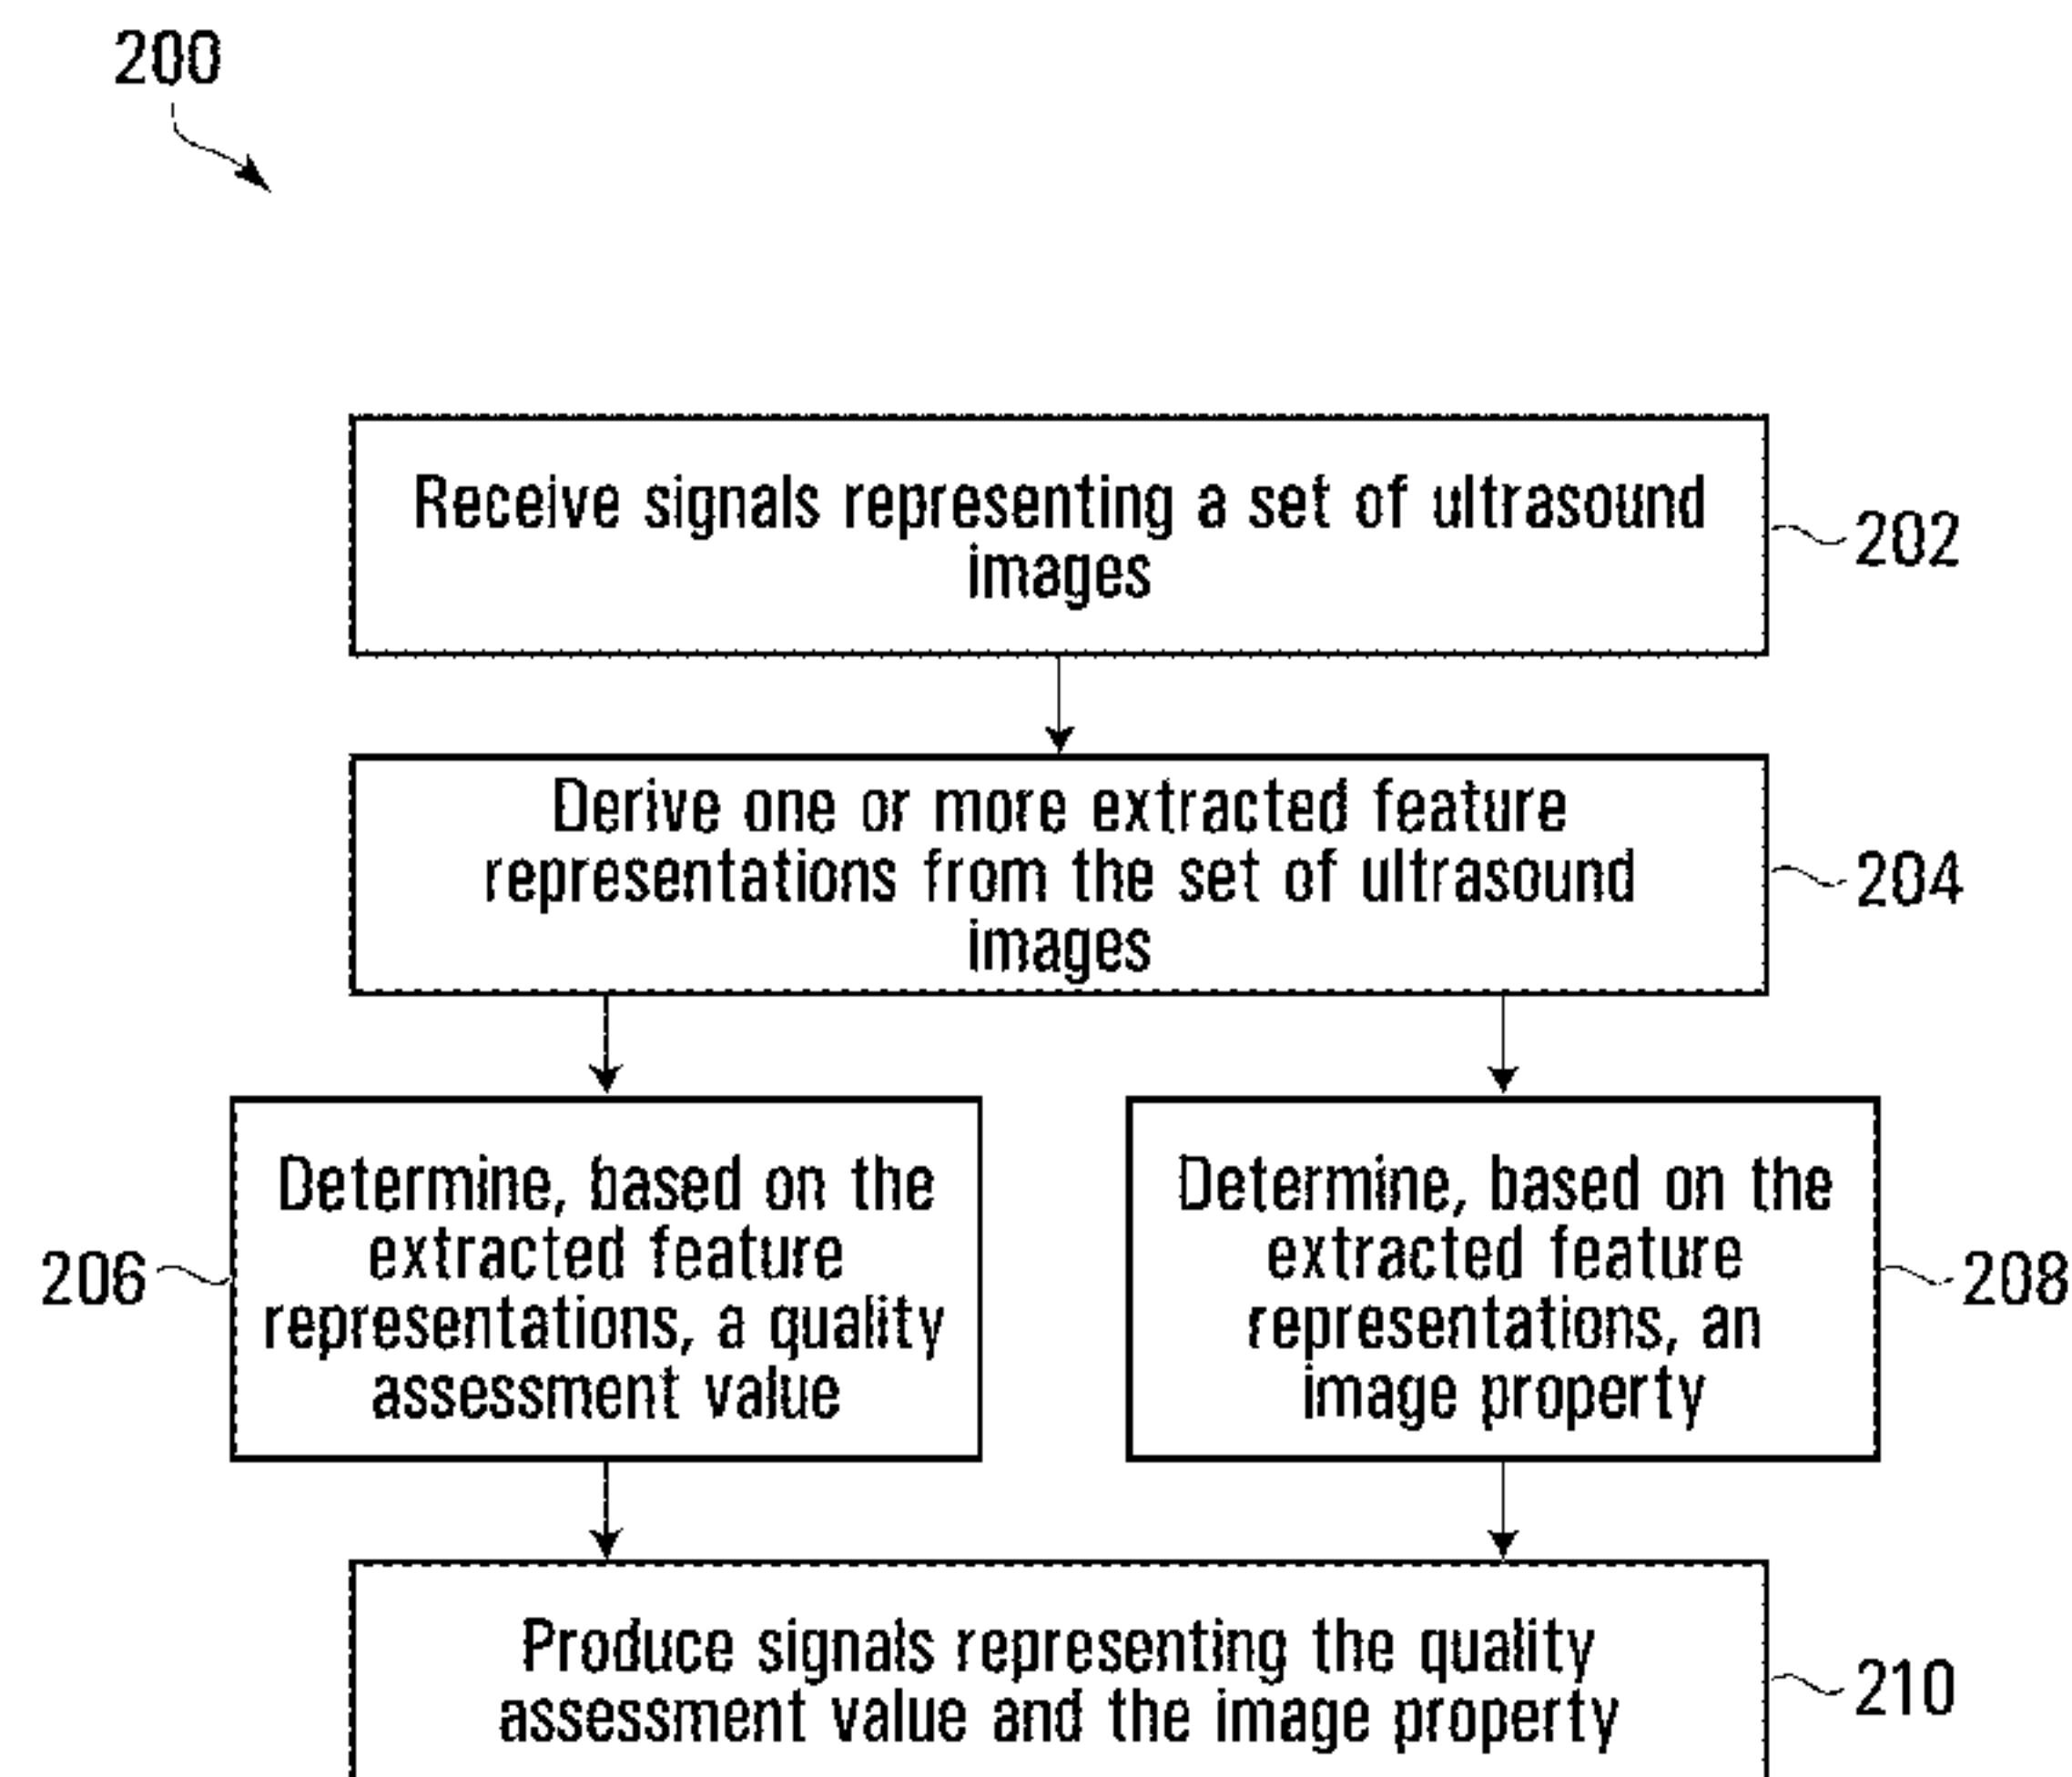 200
Receive signals representing a set of ultrasound
images
202
Derive one or more extracted feature
representations from the set of ultrasound
images
204
206
Determine, based on the
extracted feature
representations, a quality
assessment value
Determine, based on the
extracted feature
representations, an
image property
208
Produce signals representing the quality
assessment value and the image property
210